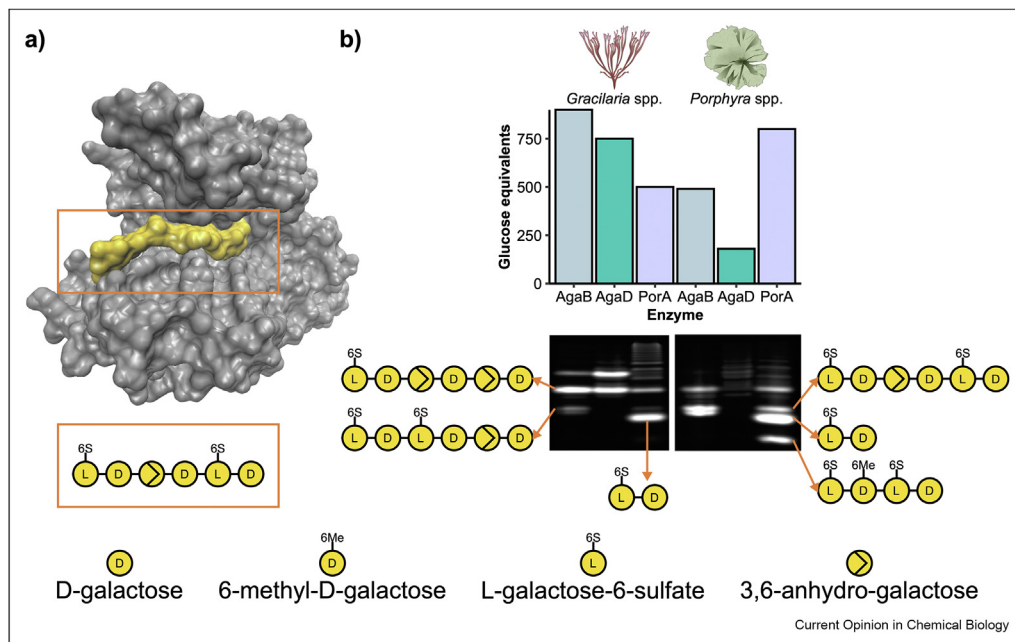 a)
b)
Gracilaria spp.
Porphyra spp.
Glucose equivalents
750
500
250
0
AgaB AgaD PorA AgaB AgaD PorA
Enzyme
6S
L D D D
6S 6S
L D L D D
6S
L D
6S 6S
L D D L D
6S
L D
6S 6Me 6S
L D L D
6S 6S
L D D L D
D
6Me
D
6S
L
D-galactose
6-methyl-D-galactose
L-galactose-6-sulfate
3,6-anhydro-galactose
Current Opinion in Chemical Biology